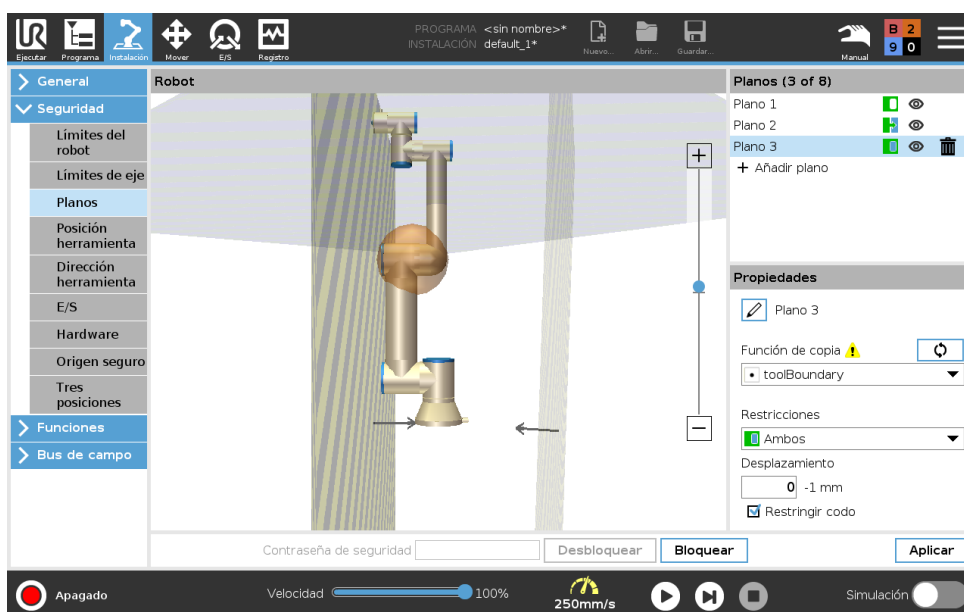 PROGRAMA <sin nombre>*
INSTALACIÓN default_1*
Ejecutar Programa Instalación Mover E/S Registro Nuevo... Abrir... Guardar... Manual
B 2
9 0
General
Seguridad
Límites del
robot
Límites de eje
Planos
Posición
herramienta
Dirección
herramienta
E/S
Hardware
Origen seguro
Tres
posiciones
Funciones
Bus de campo
Robot
Planos (3 of 8)
Plano 1
Plano 2
Plano 3
+ Añadir plano
Propiedades
Plano 3
Función de copia
toolBoundary
Restricciones
Ambos
Desplazamiento
0 -1 mm
Restringir codo
Contraseña de seguridad Desbloquear Bloquear Aplicar
Apagado Velocidad 100% 250mm/s Simulación